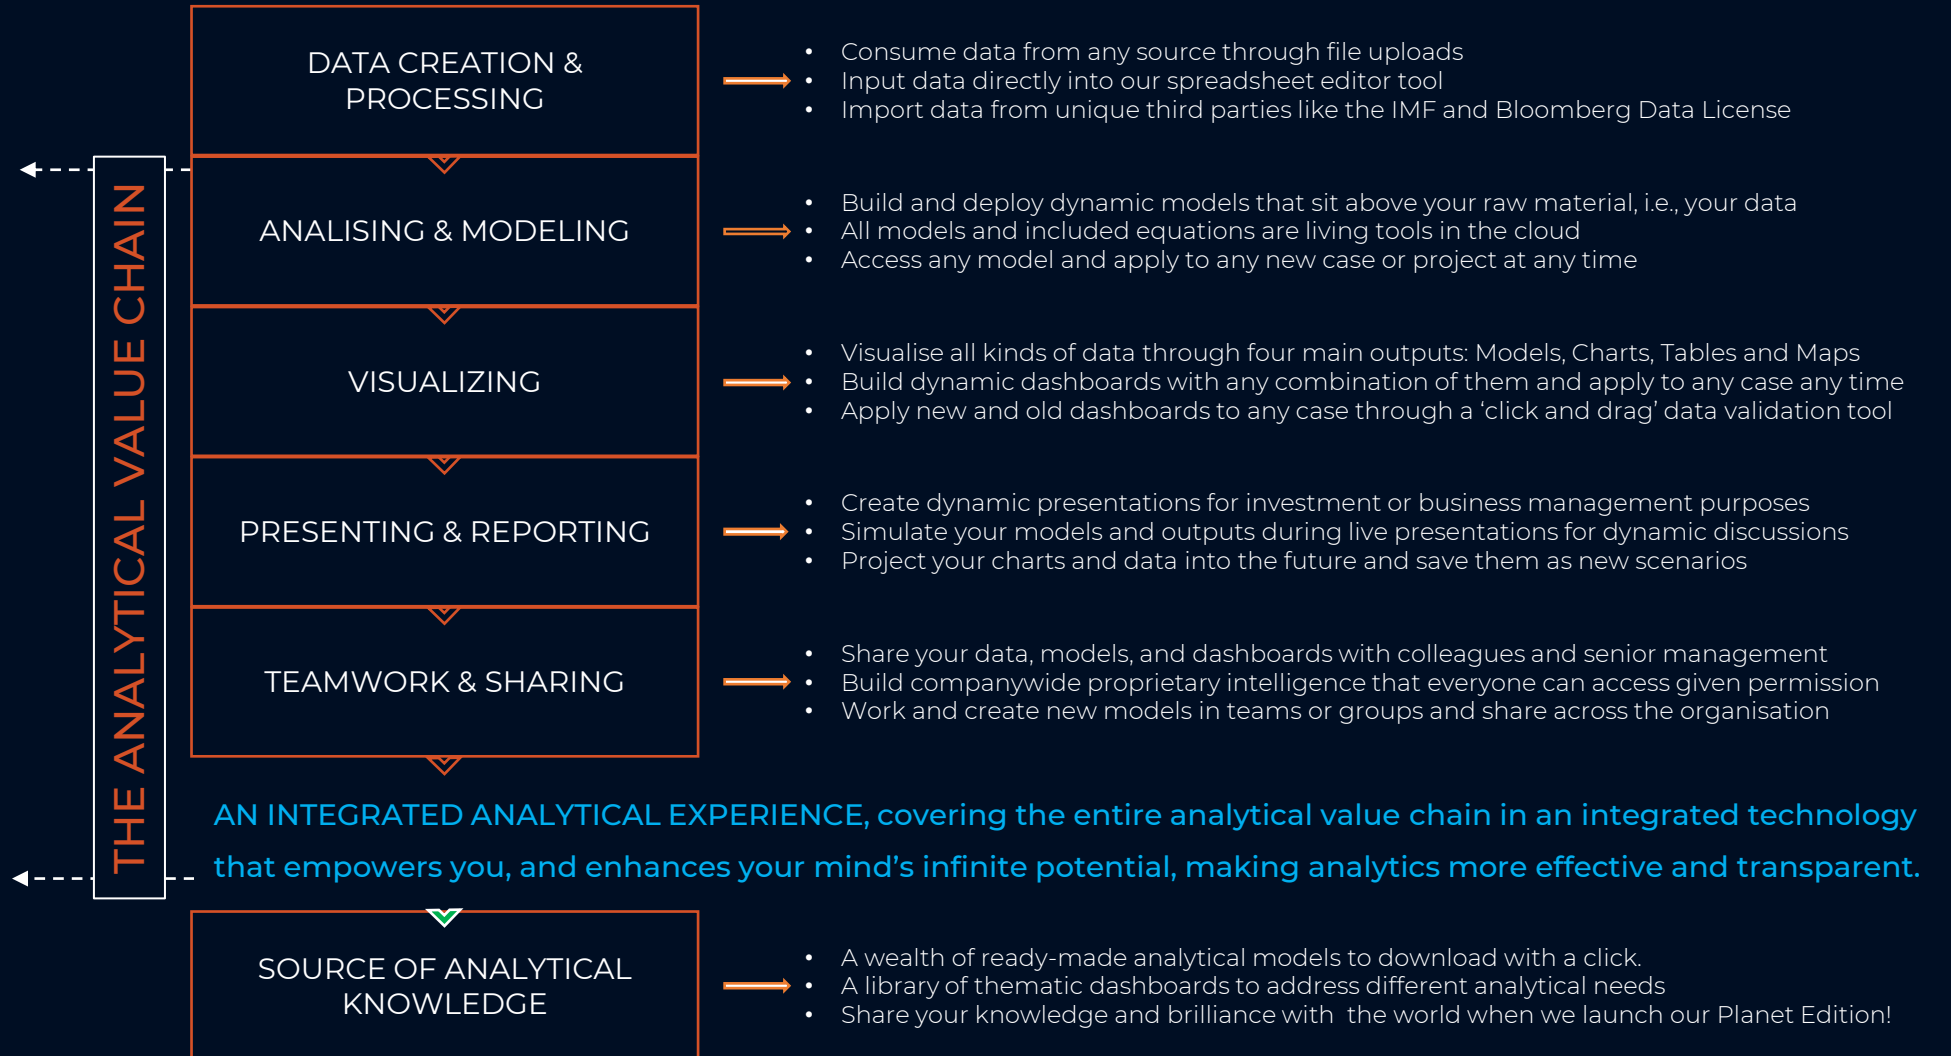 DATA CREATION &
PROCESSING
• Consume data from any source through file uploads
• Input data directly into our spreadsheet editor tool
• Import data from unique third parties like the IMF and Bloomberg Data License
THE ANALYTICAL VALUE CHAIN
ANALISING & MODELING
• Build and deploy dynamic models that sit above your raw material, i.e., your data
• All models and included equations are living tools in the cloud
• Access any model and apply to any new case or project at any time
VISUALIZING
• Visualise all kinds of data through four main outputs: Models, Charts, Tables and Maps
• Build dynamic dashboards with any combination of them and apply to any case any time
• Apply new and old dashboards to any case through a ‘click and drag’ data validation tool
PRESENTING & REPORTING
• Create dynamic presentations for investment or business management purposes
• Simulate your models and outputs during live presentations for dynamic discussions
• Project your charts and data into the future and save them as new scenarios
TEAMWORK & SHARING
• Share your data, models, and dashboards with colleagues and senior management
• Build companywide proprietary intelligence that everyone can access given permission
• Work and create new models in teams or groups and share across the organisation
AN INTEGRATED ANALYTICAL EXPERIENCE, covering the entire analytical value chain in an integrated technology
that empowers you, and enhances your mind’s infinite potential, making analytics more effective and transparent.
SOURCE OF ANALYTICAL
KNOWLEDGE
• A wealth of ready-made analytical models to download with a click.
• A library of thematic dashboards to address different analytical needs
• Share your knowledge and brilliance with the world when we launch our Planet Edition!